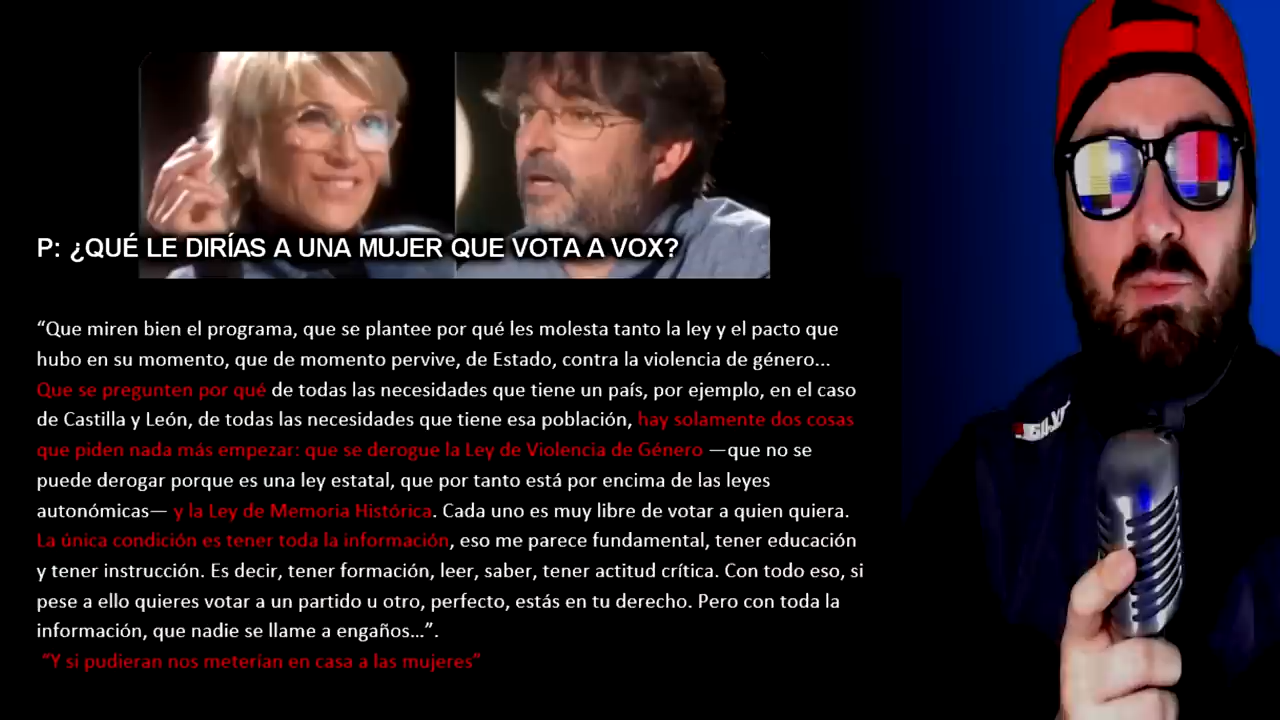 P: ¿QUÉ LE DIRÍAS A UNA MUJER QUE VOTA A VOX?
“Que miren bien el programa, que se plantee por qué les molesta tanto la ley y el pacto que
hubo en su momento, que de momento pervive, de Estado, contra la violencia de género...
Que se pregunten por qué de todas las necesidades que tiene un país, por ejemplo, en el caso
de Castilla y León, de todas las necesidades que tiene esa población, hay solamente dos cosas
que piden nada más empezar: que se derogue la Ley de Violencia de Género —que no se
puede derogar porque es una ley estatal, que por tanto está por encima de las leyes
autonómicas— y la Ley de Memoria Histórica. Cada uno es muy libre de votar a quien quiera.
La única condición es tener toda la información, eso me parece fundamental, tener educación
y tener instrucción. Es decir, tener formación, leer, saber, tener actitud crítica. Con todo eso, si
pese a ello quieres votar a un partido u otro, perfecto, estás en tu derecho. Pero con toda la
información, que nadie se llame a engaños...”.
“Y si pudieran nos meterían en casa a las mujeres”